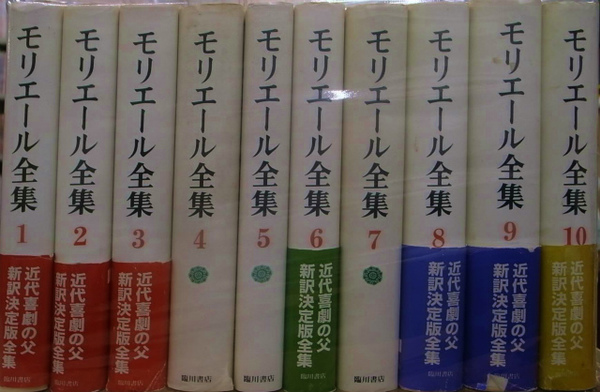 モリエール全集
1
近代喜劇の父
新訳決定版全集
モリエール全集
2
近代喜劇の父
新訳決定版全集
モリエール全集
3
近代喜劇の父
新訳決定版全集
モリエール全集
4
臨川書店
モリエール全集
5
臨川書店
モリエール全集
6
近代喜劇の父
新訳決定版全集
モリエール全集
7
臨川書店
モリエール全集
8
近代喜劇の父
新訳決定版全集
モリエール全集
9
近代喜劇の父
新訳決定版全集
モリエール全集
10
近代喜劇の父
新訳決定版全集